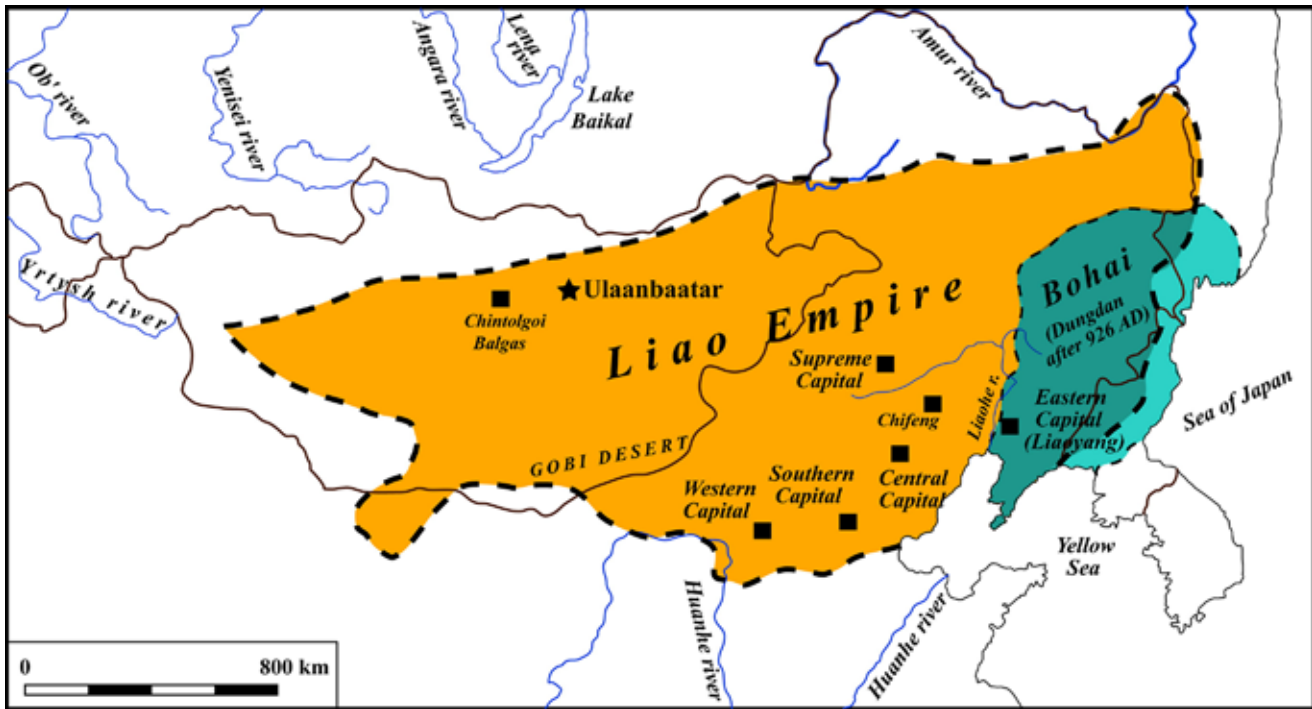 Ob' river
Yenisei river
Angara river
Lena
river
Lake
Baikal
Amur river
Yrtysh river
Ulaanbaatar
Chintolgoi
Balgas
Liao Empire
Bohai
(Dungdan
after 926 AD)
Supreme
Capital
Chifeng
Liaohe r.
Eastern
Capital
(Liaoyang)
Sea of Japan
GOBI DESERT
Western
Capital
Southern
Capital
Central
Capital
Yellow
Sea
Huanhe river
Huanhe river
0
800 km